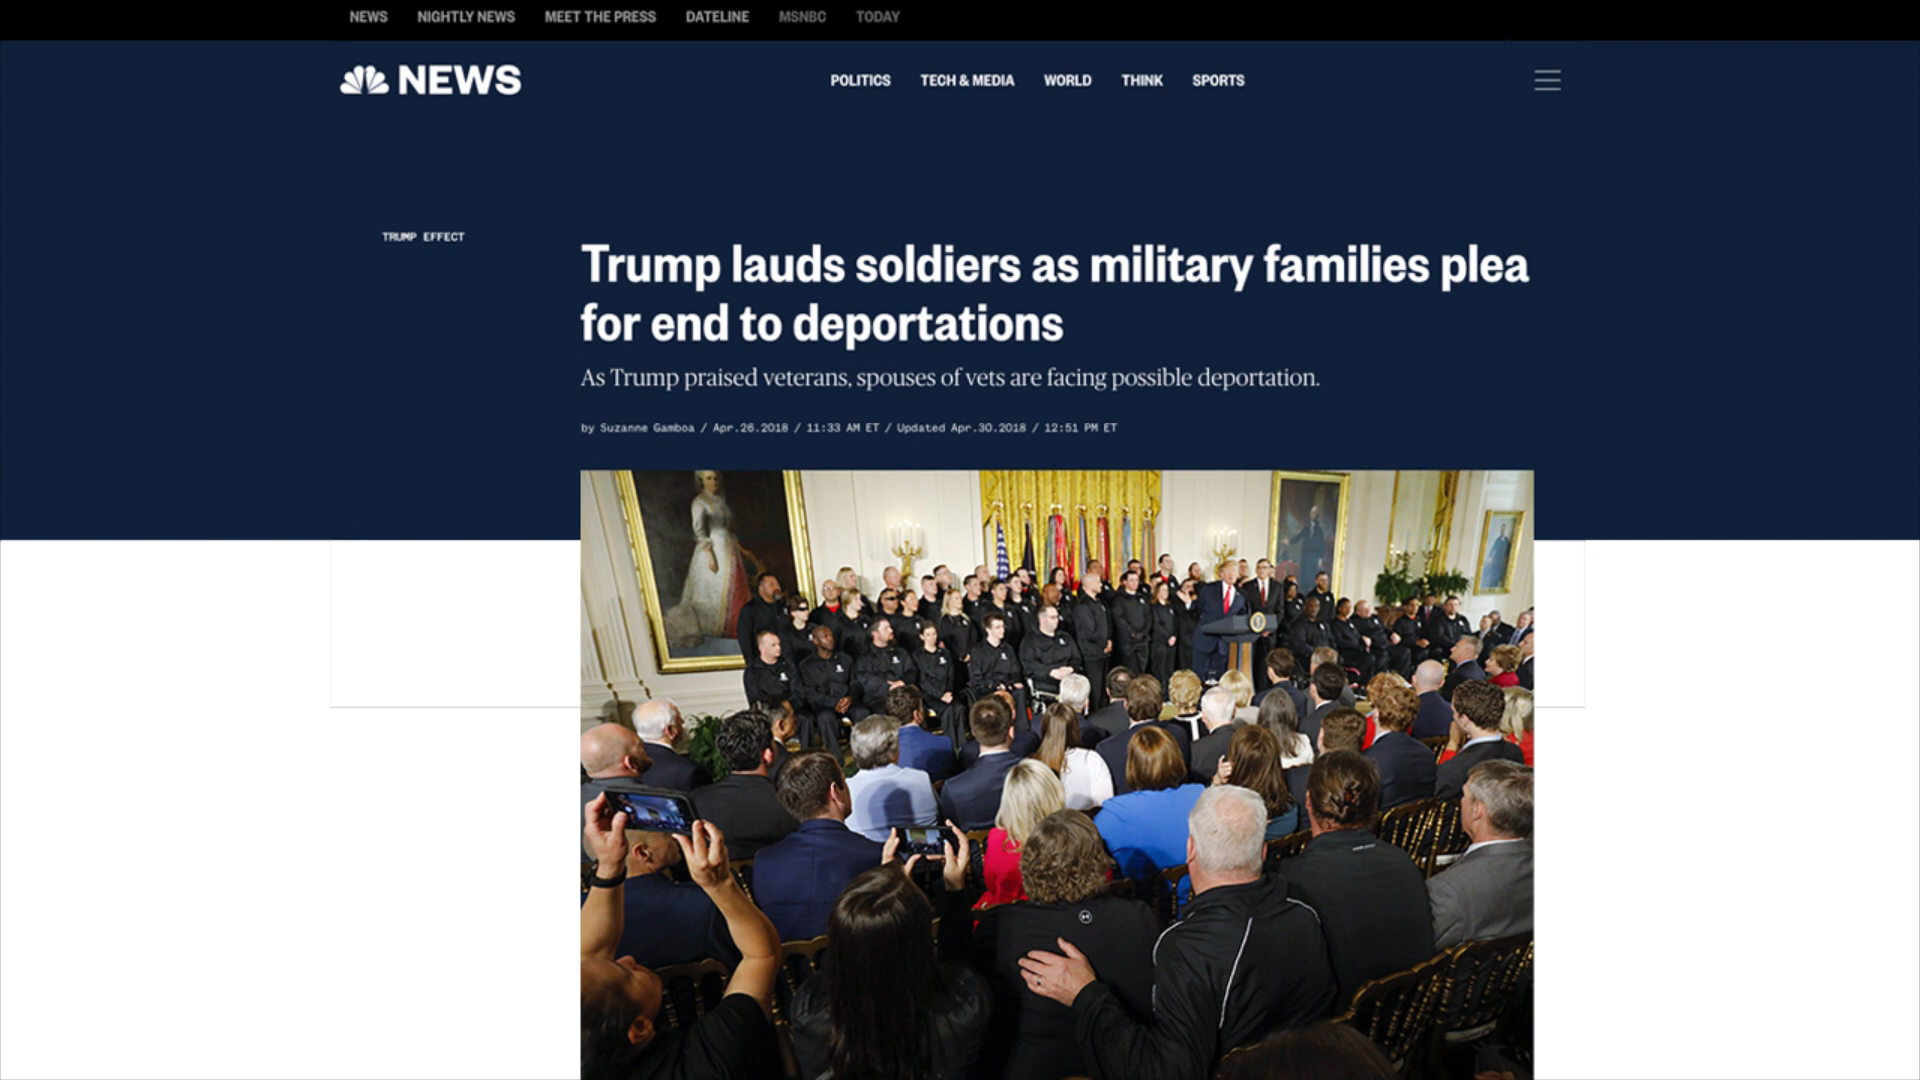 NEWS NIGHTLY NEWS MEET THE PRESS DATELINE MSNBC TODAY
NEWS POLITICS TECH & MEDIA WORLD THINK SPORTS
TRUMP EFFECT
Trump lauds soldiers as military families plea
for end to deportations
As Trump praised veterans, spouses of vets are facing possible deportation.
by Suzanne Gamboa / Apr.26.2018 / 11:33 AM ET / Updated Apr.30.2018 / 12:51 PM ET